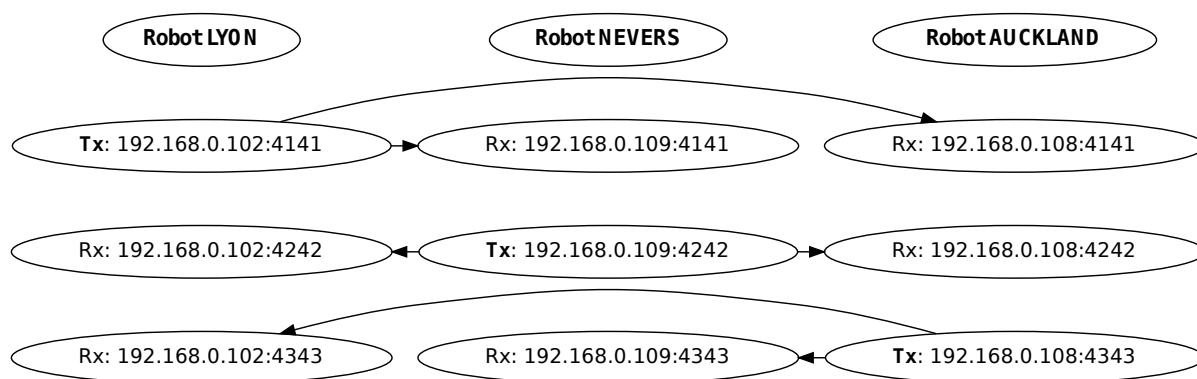 Robot LYON Robot NEVERS Robot AUCKLAND
Tx: 192.168.0.102:4141 Rx: 192.168.0.109:4141 Rx: 192.168.0.108:4141
Rx: 192.168.0.102:4242 Tx: 192.168.0.109:4242 Rx: 192.168.0.108:4242
Rx: 192.168.0.102:4343 Rx: 192.168.0.109:4343 Tx: 192.168.0.108:4343